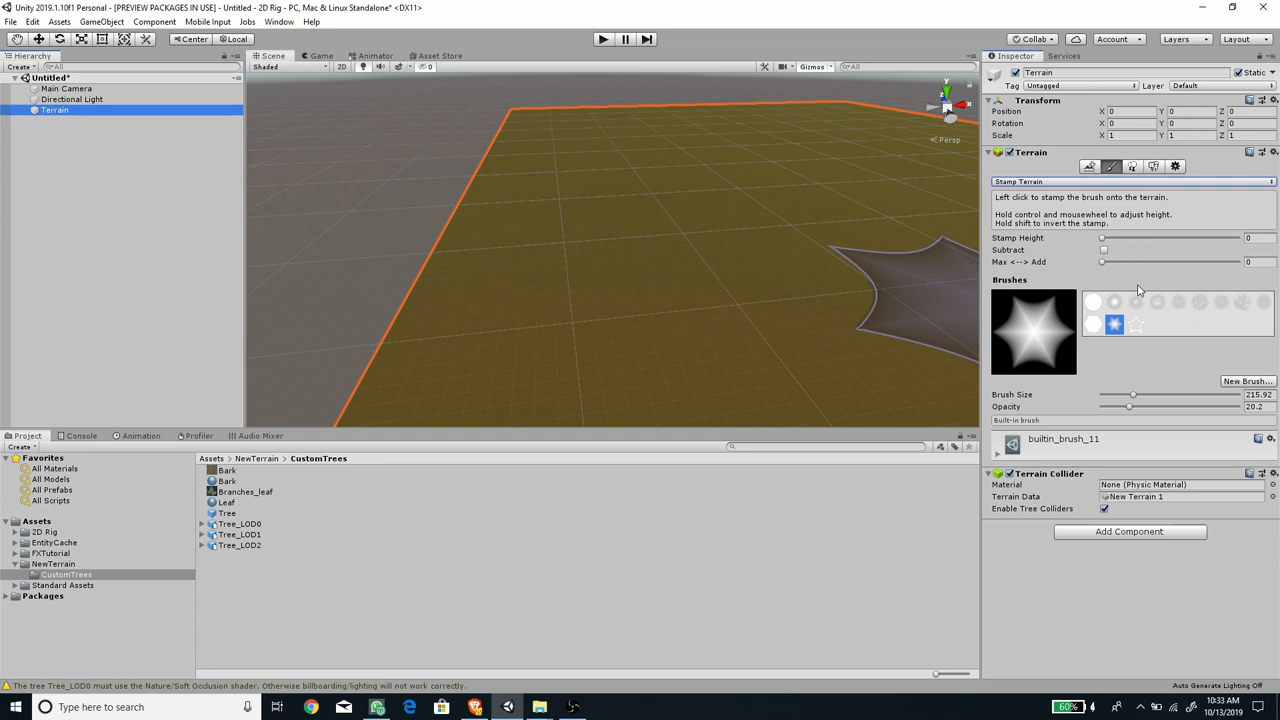 Unity 2019.1.10f1 Personal - [PREVIEW PACKAGES IN USE] - Untitled - 2D Rig - PC, Mac & Linux Standalone* <DX11>
File Edit Assets GameObject Component Mobile Input Jobs Window Help
Center Local Collab Account Layers Layout
Hierarchy Scene Game Animator Asset Store Inspector Services
Create All Shaded 2D 0 Gizmos All
Untitled*
Main Camera
Directional Light
Terrain
y
x
z
Persp
Terrain Static
Tag Untagged Layer Default
Transform
Position X 0 Y 0 Z 0
Rotation X 0 Y 0 Z 0
Scale X 1 Y 1 Z 1
Terrain
Stamp Terrain
Left click to stamp the brush onto the terrain.
Hold control and mousewheel to adjust height.
Hold shift to invert the stamp.
Stamp Height 0
Subtract
Max <--> Add 0
Brushes
New Brush...
Brush Size 215.92
Opacity 20.2
Built-in brush
builtin_brush_11
Terrain Collider
Material None (Physic Material)
Terrain Data New Terrain 1
Enable Tree Colliders
Add Component
Project Console Animation Profiler Audio Mixer
Create
Favorites
All Materials
All Models
All Prefabs
All Scripts
Assets
2D Rig
EntityCache
FXTutorial
NewTerrain
CustomTrees
Standard Assets
Packages
Assets NewTerrain CustomTrees
Bark
Bark
Branches_leaf
Leaf
Tree
Tree_LOD0
Tree_LOD1
Tree_LOD2
The tree Tree_LOD0 must use the Nature/Soft Occlusion shader. Otherwise billboarding/lighting will not work correctly.
Auto Generate Lighting Off
Type here to search
60%
10:33 AM
10/13/2019